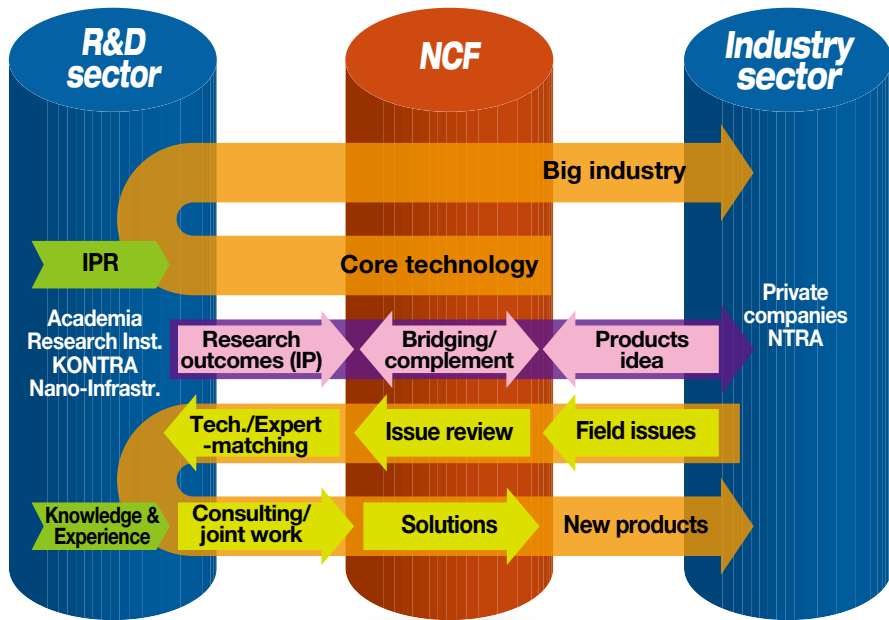 R&D
sector
NCF
Industry
sector
Big industry
IPR
Core technology
Academia
Research Inst.
KONTRA
Nano-Infrastr.
Research
outcomes (IP)
Bridging/
complement
Products
idea
Private
companies
NTRA
Tech./Expert
-matching
Issue review
Field issues
Knowledge &
Experience
Consulting/
joint work
Solutions
New products